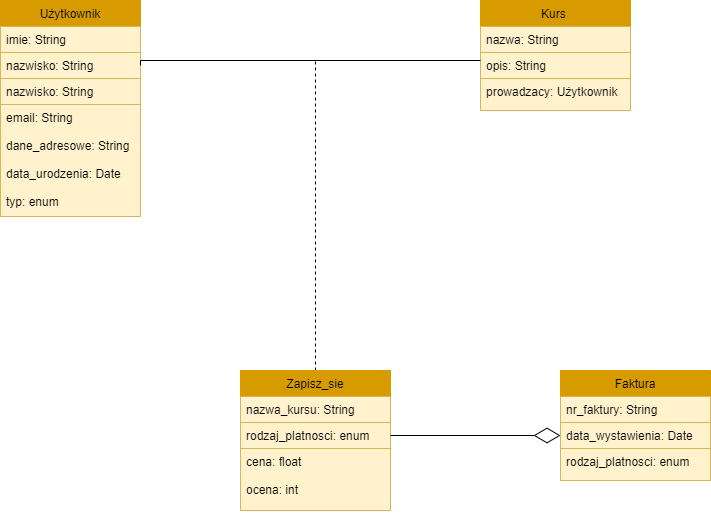 Użytkownik
imie: String
nazwisko: String
nazwisko: String
email: String
dane_adresowe: String
data_urodzenia: Date
typ: enum
Kurs
nazwa: String
opis: String
prowadzacy: Użytkownik
Zapisz_sie
nazwa_kursu: String
rodzaj_platnosci: enum
cena: float
ocena: int
Faktura
nr_faktury: String
data_wystawienia: Date
rodzaj_platnosci: enum